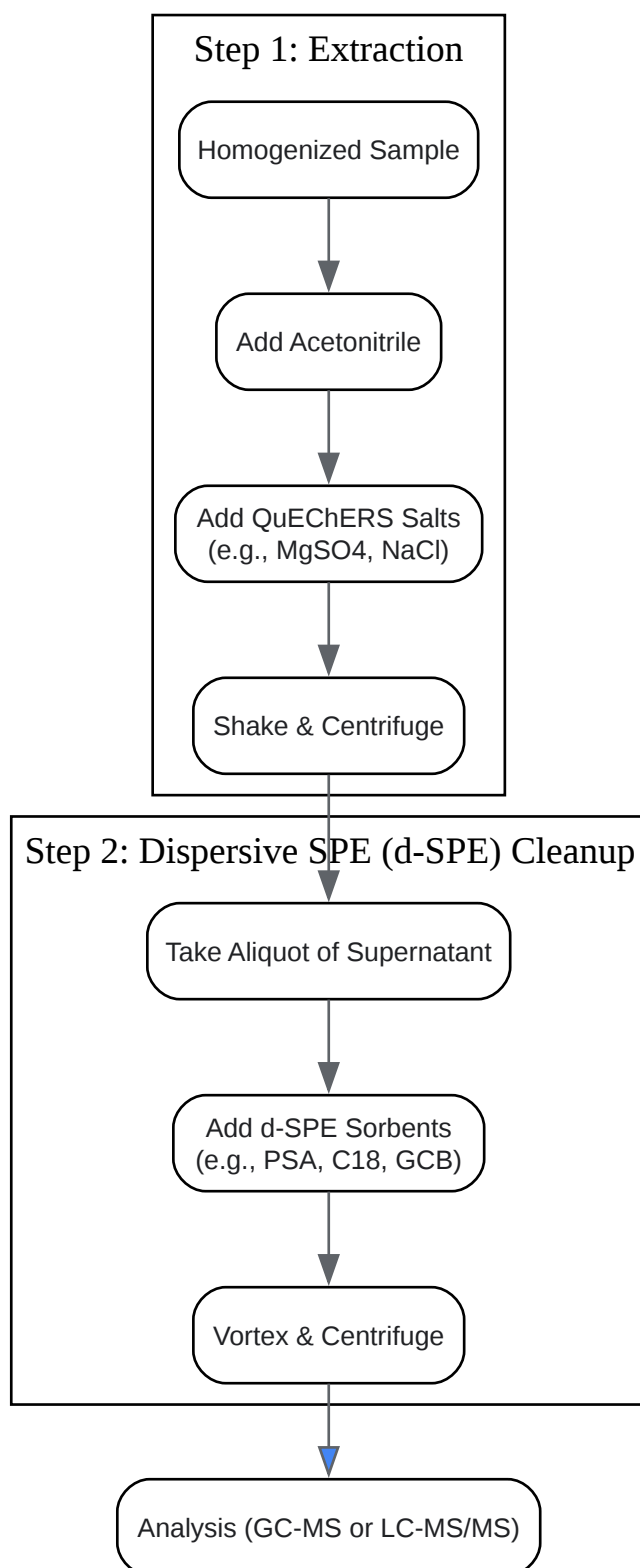 Step 1: Extraction
Homogenized Sample
Add Acetonitrile
Add QuEChERS Salts
(e.g., MgSO4, NaCl)
Shake & Centrifuge
Step 2: Dispersive SPE (d-SPE) Cleanup
Take Aliquot of Supernatant
Add d-SPE Sorbents
(e.g., PSA, C18, GCB)
Vortex & Centrifuge
Analysis (GC-MS or LC-MS/MS)